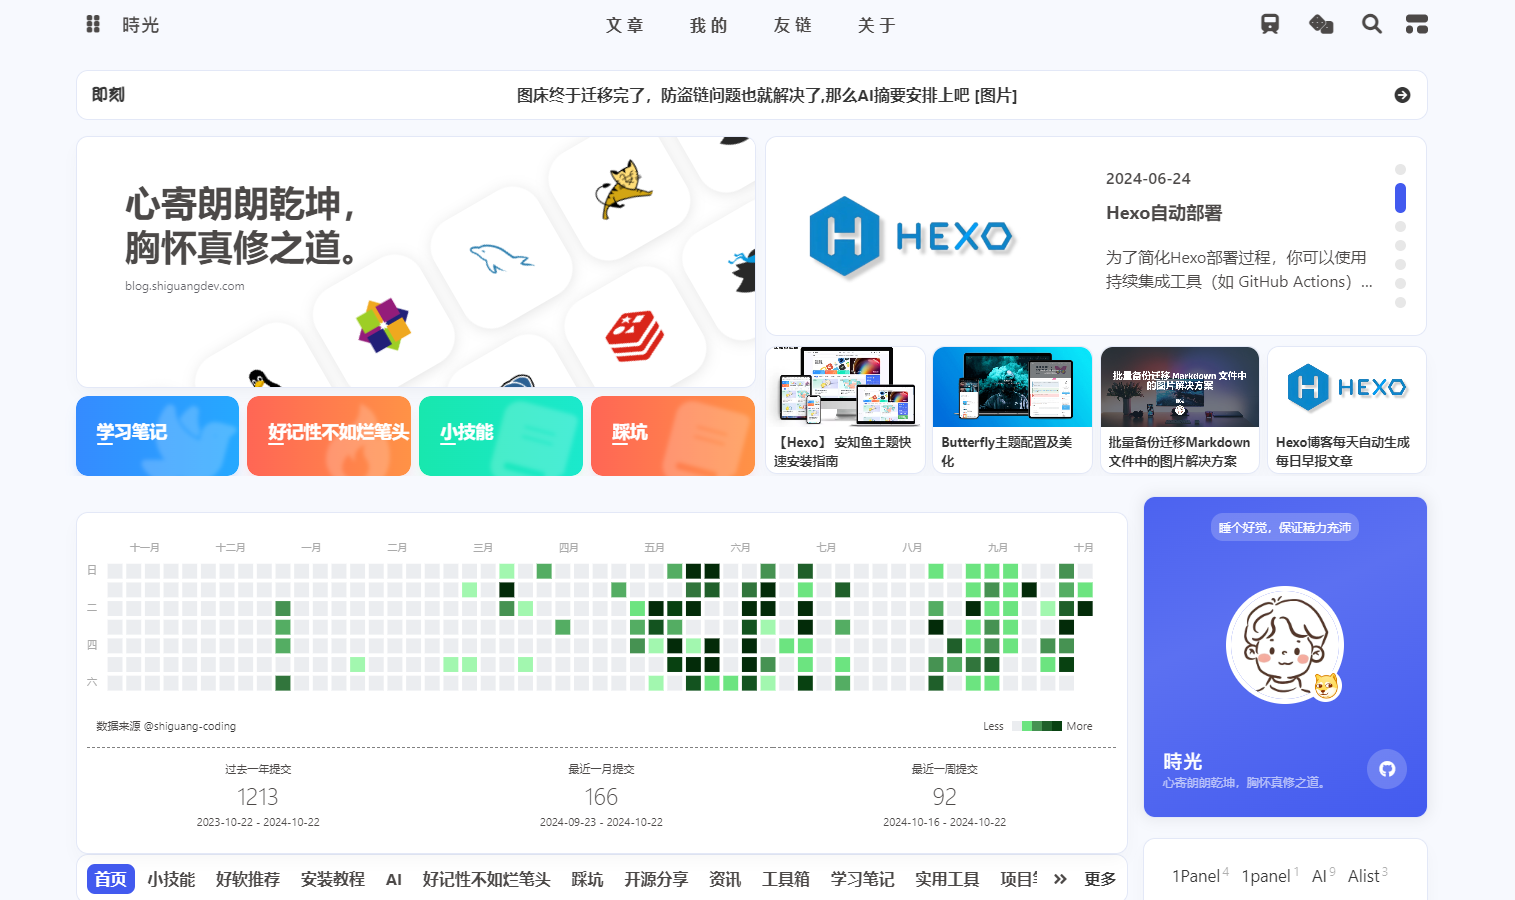 時光
文章 我的 友链 关于
即刻
图床终于迁移完了，防盗链问题也就解决了,那么AI摘要安排上吧 [图片]
心寄朗朗乾坤，
胸怀真修之道。
blog.shiguangdev.com
HEXO
2024-06-24
Hexo自动部署
为了简化Hexo部署过程，你可以使用
持续集成工具（如 GitHub Actions）...
学习笔记
好记性不如烂笔头
小技能
踩坑
【Hexo】 安知鱼主题快
速安装指南
Butterfly主题配置及美
化
批量备份迁移 Markdown 文件中
的图片解决方案
批量备份迁移Markdown
文件中的图片解决方案
HEXO
Hexo博客每天自动生成
每日早报文章
十一月 十二月 一月 二月 三月 四月 五月 六月 七月 八月 九月 十月
日
二
四
六
数据来源 @shiguang-coding
Less More
过去一年提交
1213
2023-10-22 - 2024-10-22
最近一月提交
166
2024-09-23 - 2024-10-22
最近一周提交
92
2024-10-16 - 2024-10-22
睡个好觉，保证精力充沛
時光
心寄朗朗乾坤，胸怀真修之道。
首页 小技能 好软推荐 安装教程 AI 好记性不如烂笔头 踩坑 开源分享 资讯 工具箱 学习笔记 实用工具 项目 更多
1Panel4 1panel1 AI9 Alist3